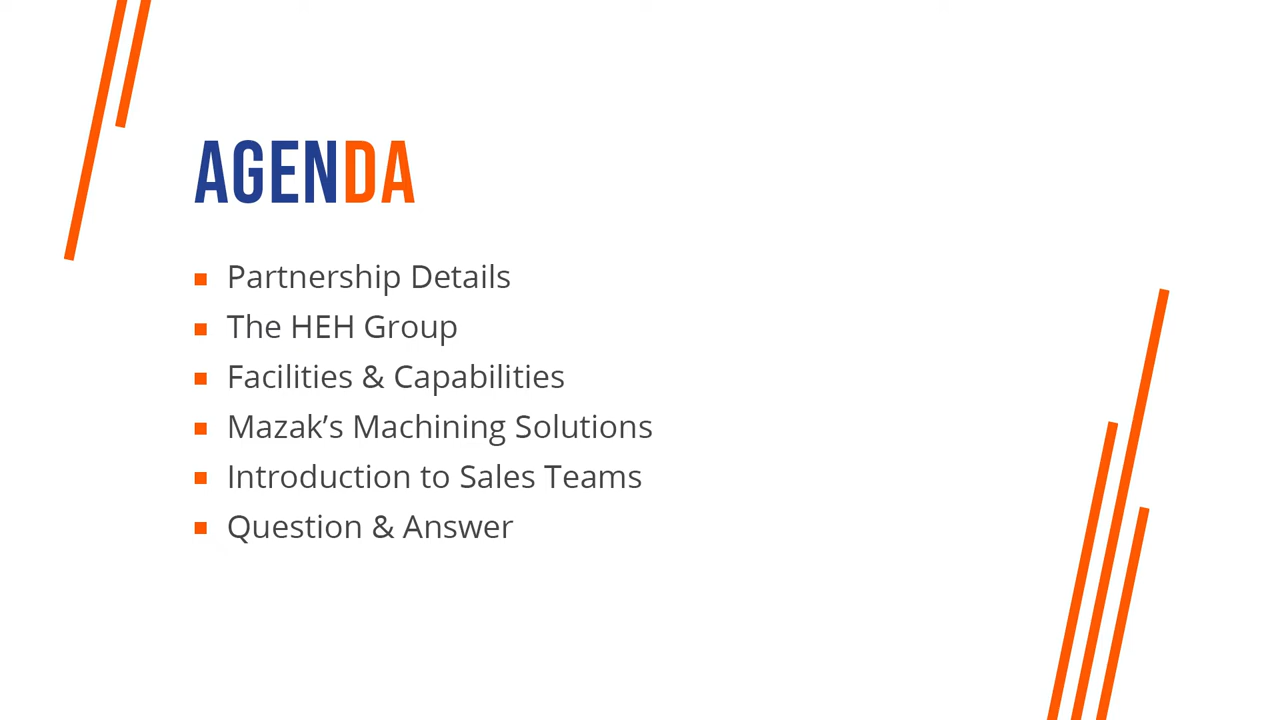 AGENDA
Partnership Details
The HEH Group
Facilities & Capabilities
Mazak’s Machining Solutions
Introduction to Sales Teams
Question & Answer